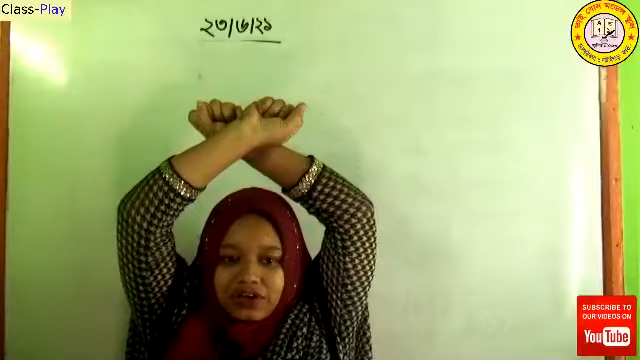 Class-Play
২৩/৬/২১
SUBSCRIBE TO
OUR VIDEOS ON
YouTube